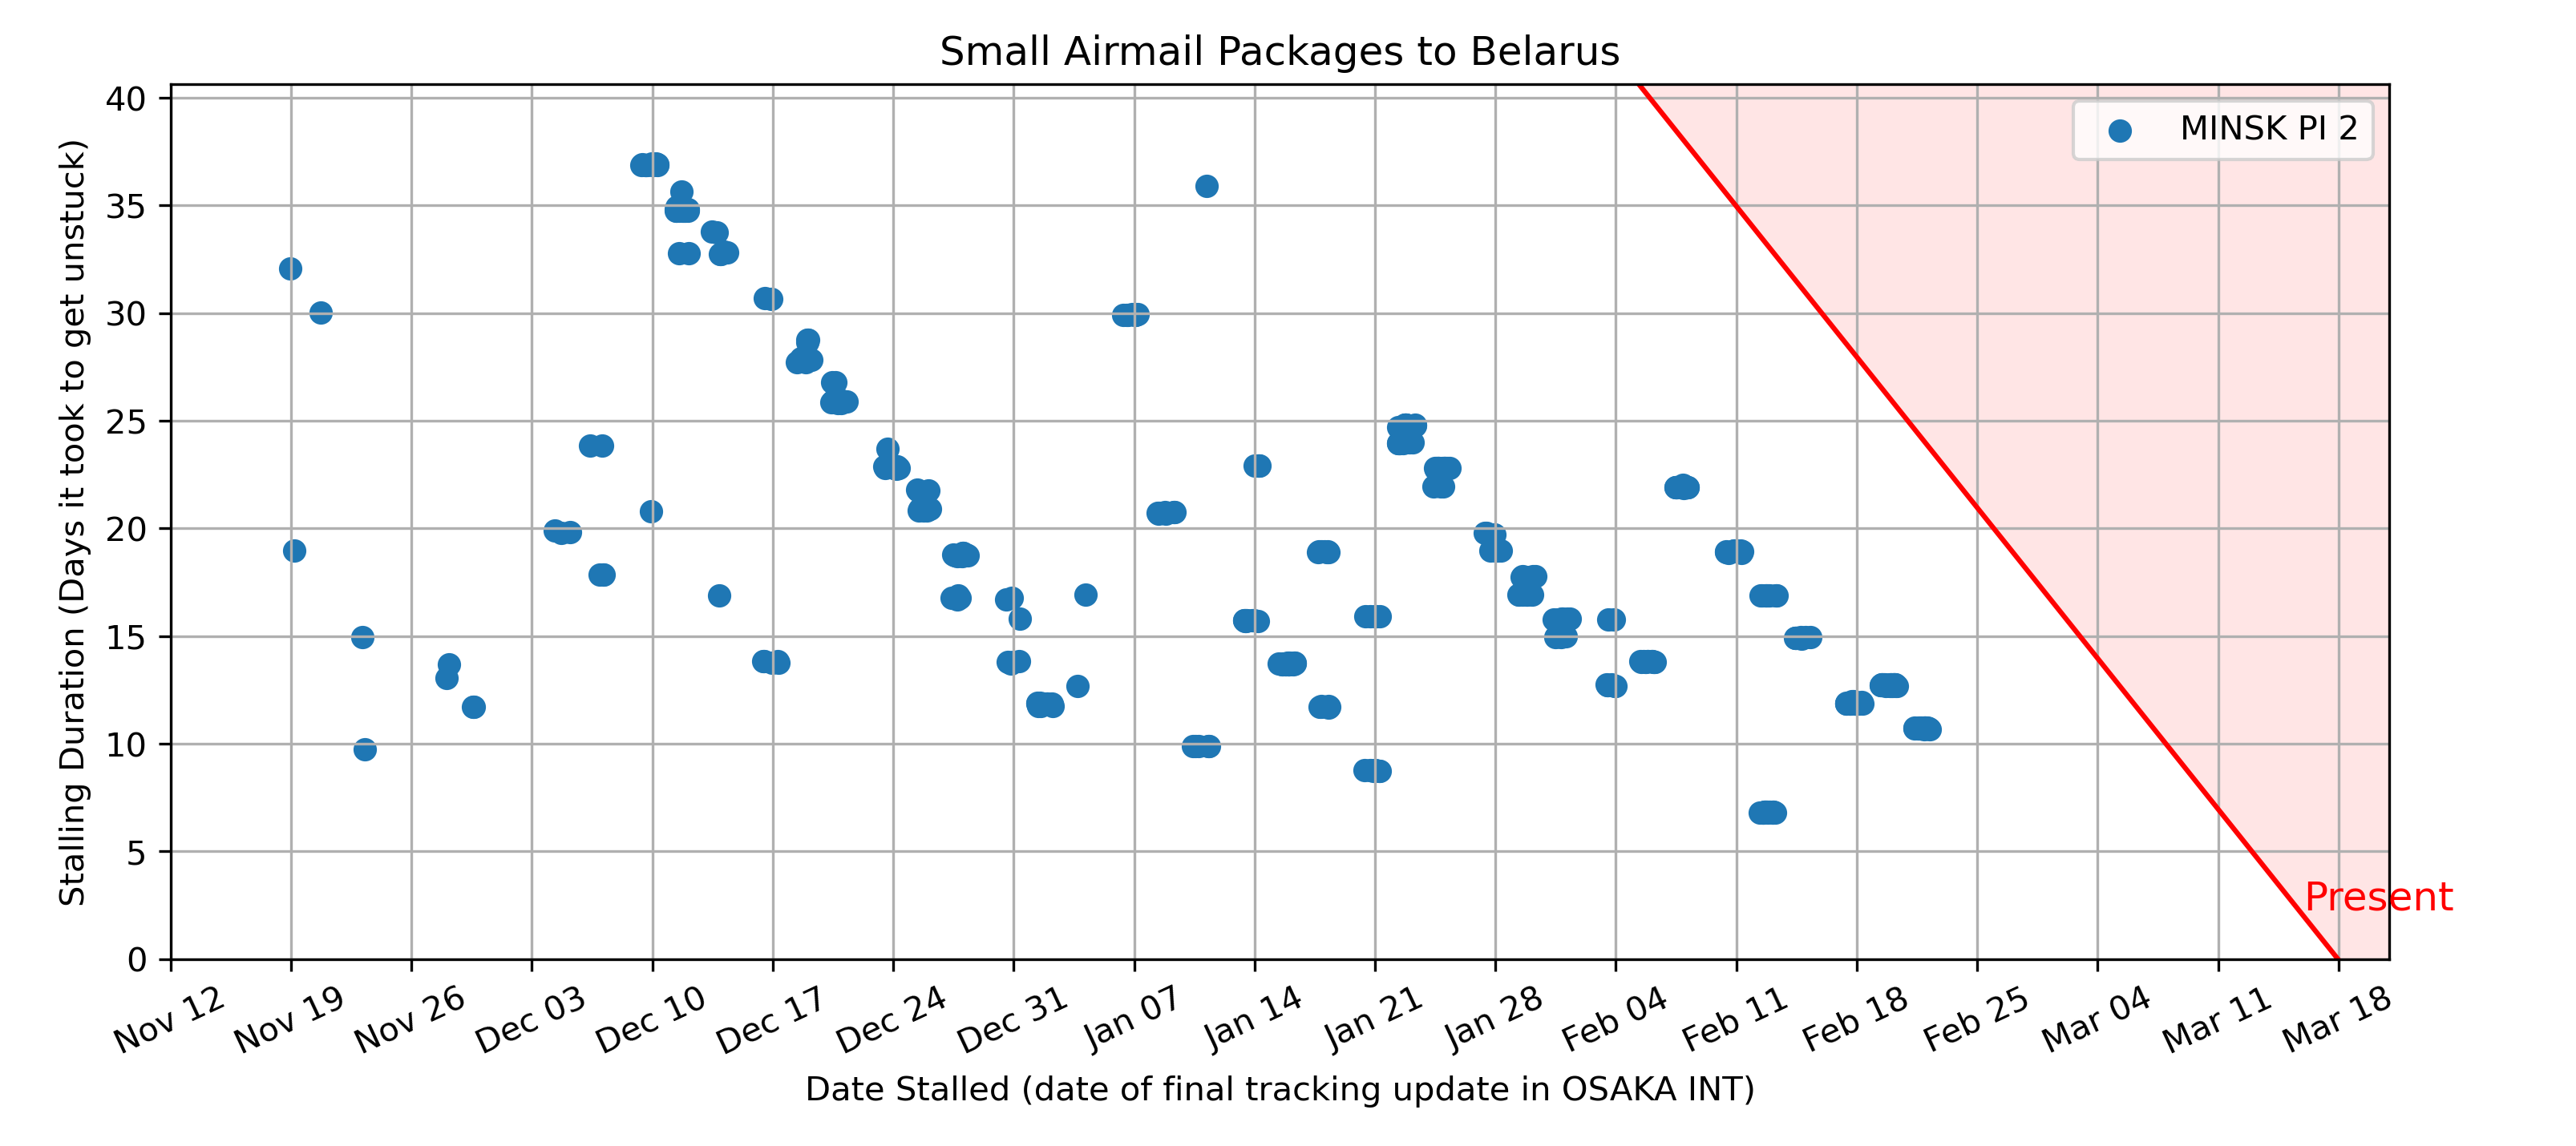 Small Airmail Packages to Belarus
MINSK PI 2
Stalling Duration (Days it took to get unstuck)
40
35
30
25
20
15
10
5
0
Present
Nov 12
Nov 19
Nov 26
Dec 03
Dec 10
Dec 17
Dec 24
Dec 31
Jan 07
Jan 14
Jan 21
Jan 28
Feb 04
Feb 11
Feb 18
Feb 25
Mar 04
Mar 11
Mar 18
Date Stalled (date of final tracking update in OSAKA INT)